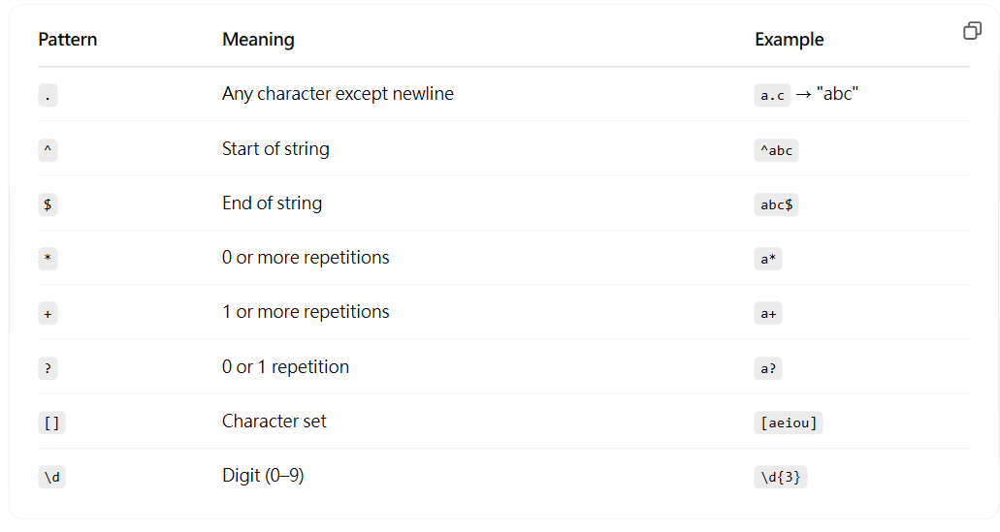 Pattern Meaning Example
. Any character except newline a.c → "abc"
^ Start of string ^abc
$ End of string abc$
* 0 or more repetitions a*
+ 1 or more repetitions a+
? 0 or 1 repetition a?
[] Character set [aeiou]
\d Digit (0–9) \d{3}